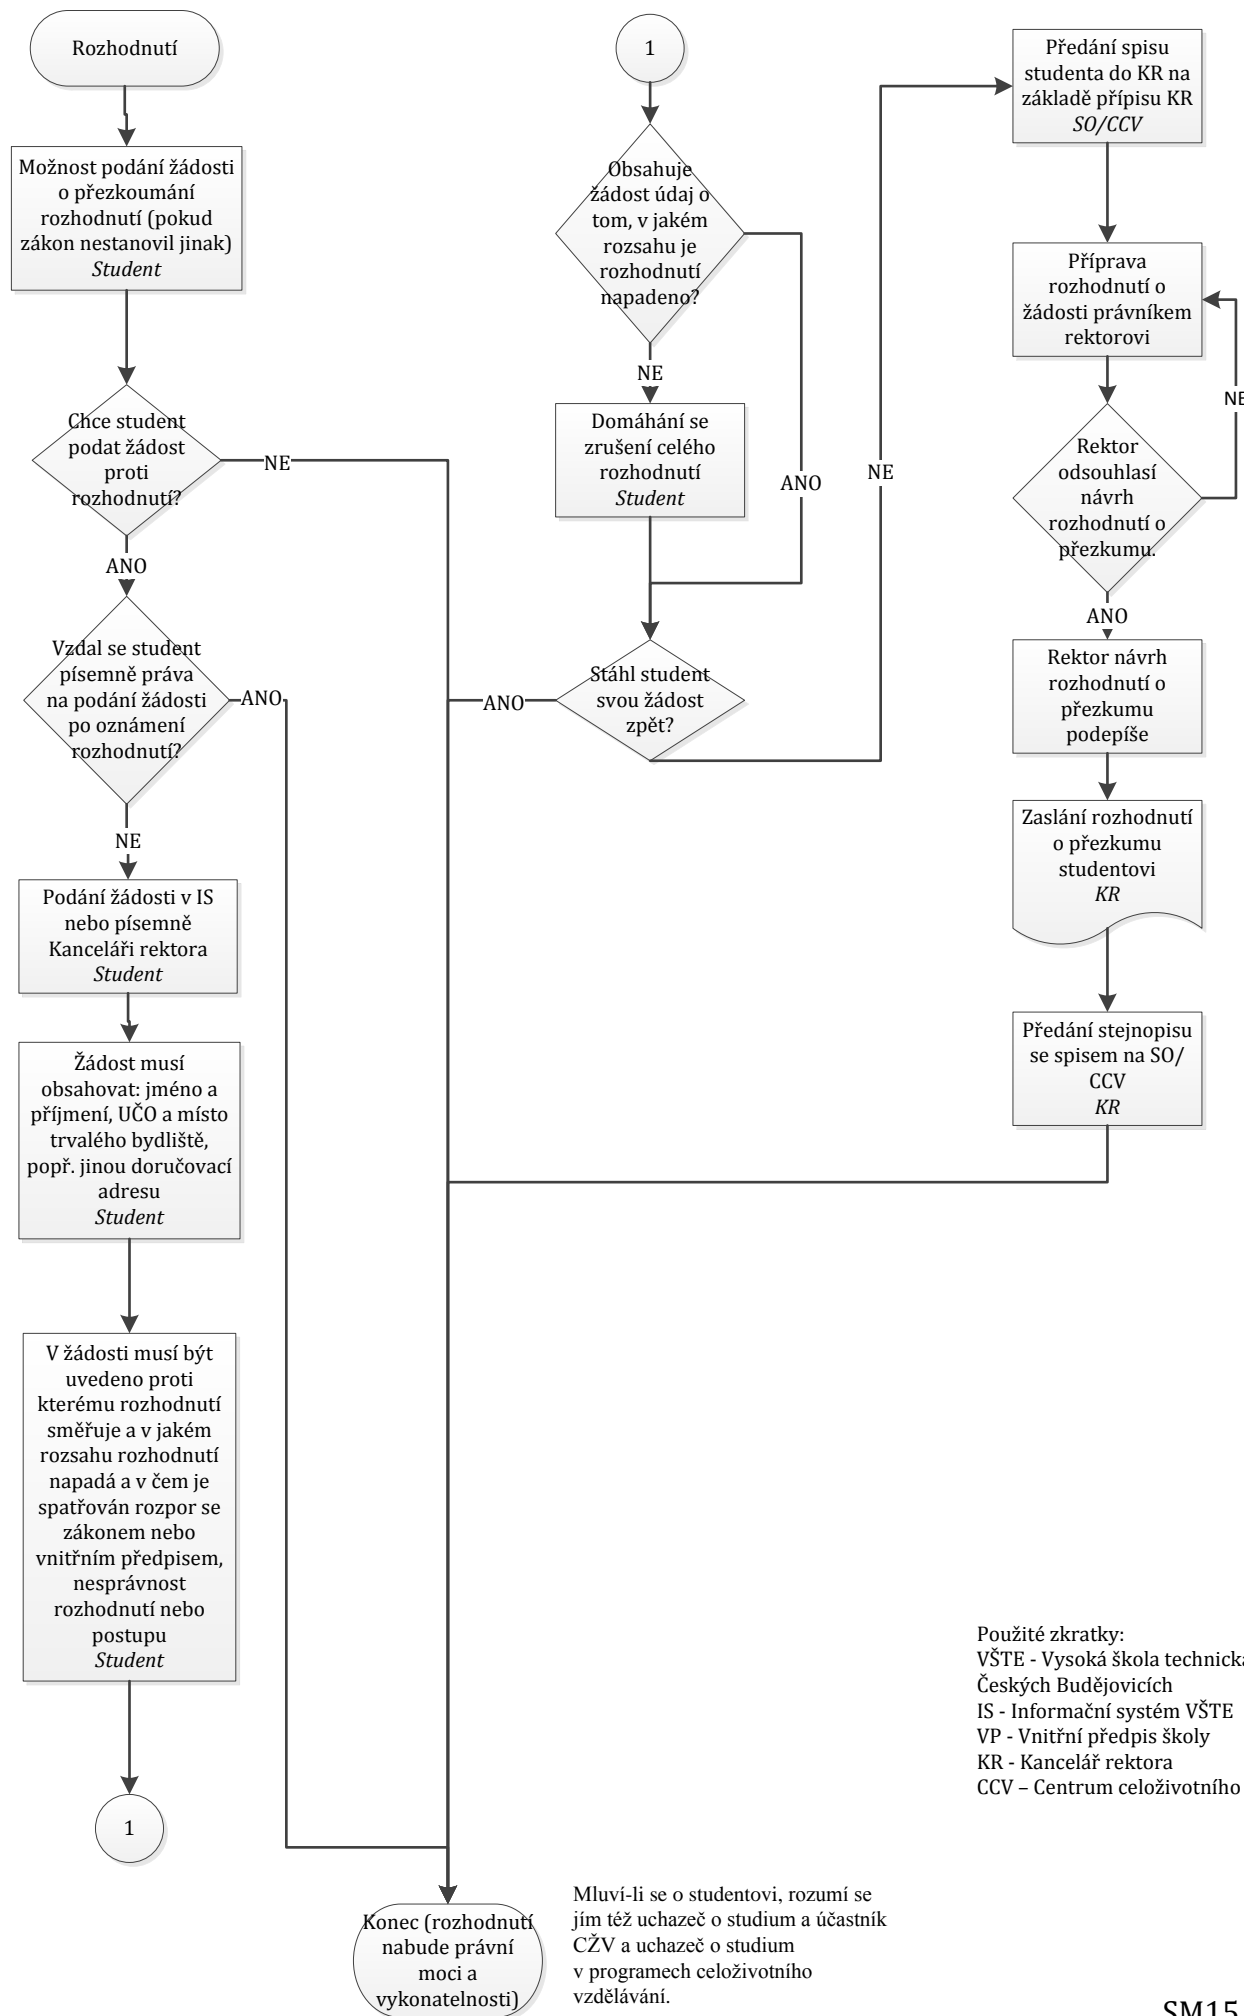 Rozhodnutí
Možnost podání žádosti
o přezkoumání
rozhodnutí (pokud
zákon nestanovil jinak)
Student
Chce student
podat žádost
proti
rozhodnutí?
NE
ANO
Vzdal se student
písemně práva
na podání žádosti
po oznámení
rozhodnutí?
ANO
NE
Podání žádosti v IS
nebo písemně
Kanceláři rektora
Student
Žádost musí
obsahovat: jméno a
příjmení, UČO a místo
trvalého bydliště,
popř. jinou doručovací
adresu
Student
V žádosti musí být
uvedeno proti
kterému rozhodnutí
směřuje a v jakém
rozsahu rozhodnutí
napadá a v čem je
spatřován rozpor se
zákonem nebo
vnitřním předpisem,
nesprávnost
rozhodnutí nebo
postupu
Student
1
1
Obsahuje
žádost údaj o
tom, v jakém
rozsahu je
rozhodnutí
napadeno?
NE
ANO
Domáhání se
zrušení celého
rozhodnutí
Student
Stáhl student
svou žádost
zpět?
ANO
NE
Předání spisu
studenta do KR na
základě přípisu KR
SO/CCV
Příprava
rozhodnutí o
žádosti právníkem
rektorovi
NE
Rektor
odsouhlasí
návrh
rozhodnutí o
přezkumu.
ANO
Rektor návrh
rozhodnutí o
přezkumu
podepíše
Zaslání rozhodnutí
o přezkumu
studentovi
KR
Předání stejnopisu
se spisem na SO/
CCV
KR
Použité zkratky:
VŠTE - Vysoká škola technická
Českých Budějovicích
IS - Informační systém VŠTE
VP - Vnitřní předpis školy
KR - Kancelář rektora
CCV – Centrum celoživotního
Konec (rozhodnutí
nabude právní
moci a
vykonatelnosti)
Mluví-li se o studentovi, rozumí se
jím též uchazeč o studium a účastník
CŽV a uchazeč o studium
v programech celoživotního
vzdělávání.
SM15